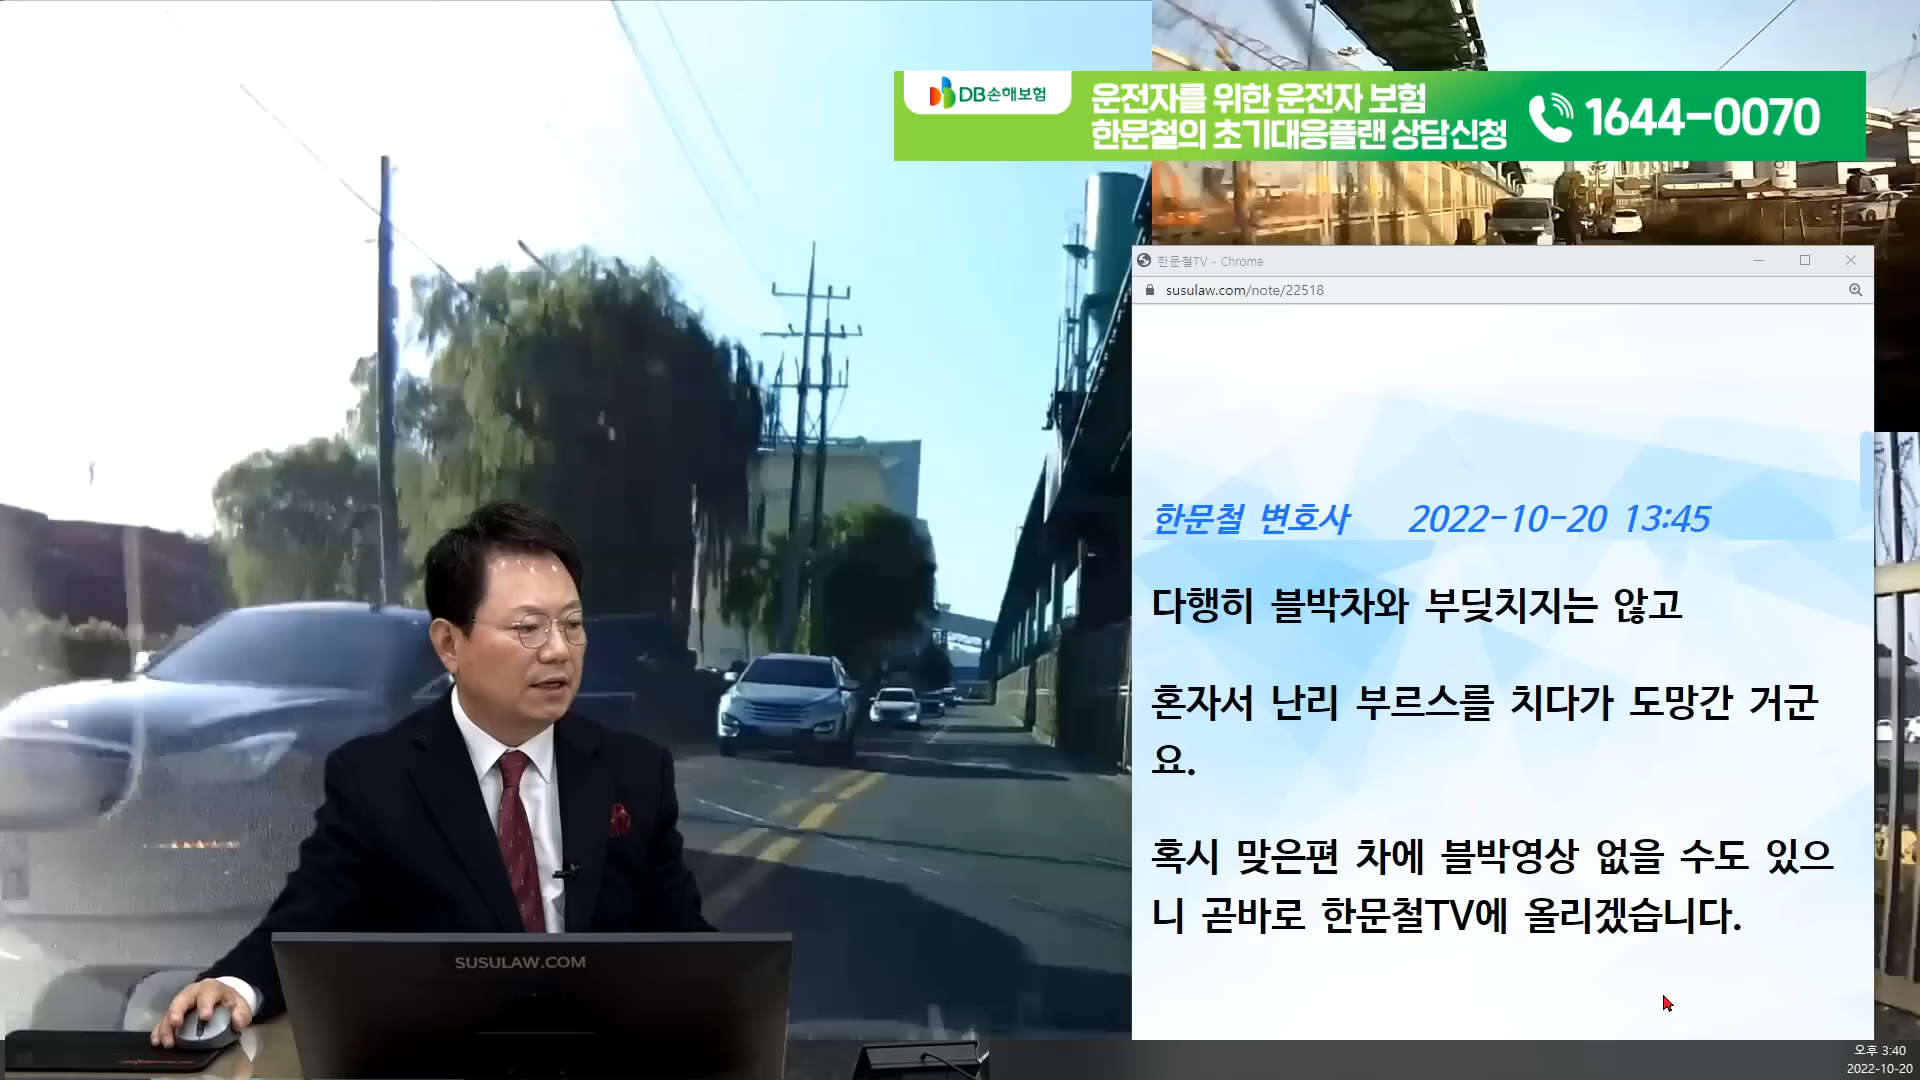 DB손해보험
운전자를 위한 운전자 보험
한문철의 초기대응플랜 상담신청
1644-0070
한문철TV - Chrome
susulaw.com/note/22518
한문철 변호사 2022-10-20 13:45
다행히 블박차와 부딪치지는 않고
혼자서 난리 부르스를 치다가 도망간 거군
요.
혹시 맞은편 차에 블박영상 없을 수도 있으
니 곧바로 한문철TV에 올리겠습니다.
SUSULAW.COM
오후 3:40
2022-10-20